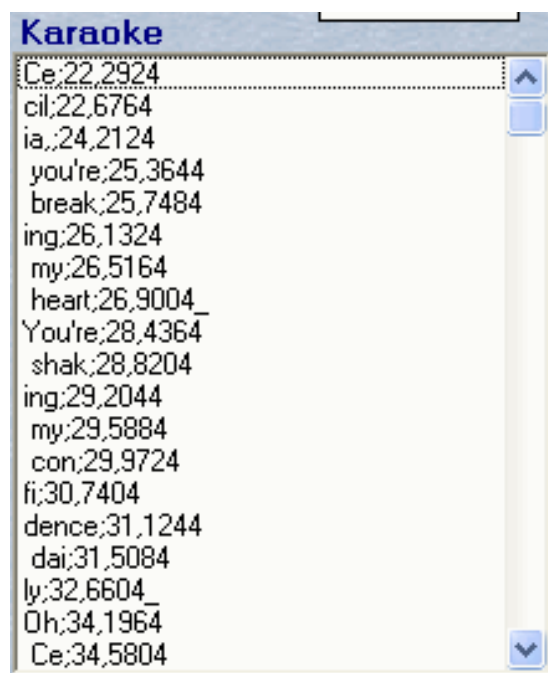 Karaoke
Ce;22,2924
cil;22,6764
ia,;24,2124
you're;25,3644
break;25,7484
ing;26,1324
my;26,5164
heart;26,9004_
You're;28,4364
shak;28,8204
ing;29,2044
my;29,5884
con;29,9724
fi;30,7404
dence;31,1244
dai;31,5084
ly;32,6604_
Oh;34,1964
Ce;34,5804